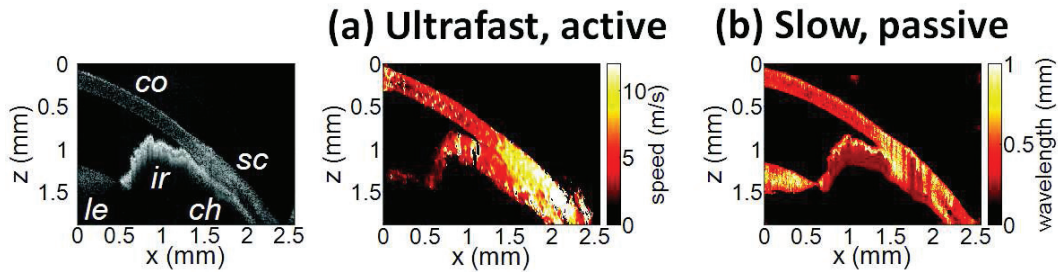 (a) Ultrafast, active
(b) Slow, passive
0
0.5
1
1.5
z (mm)
co
sc
ir
ch
le
0 0.5 1 1.5 2 2.5
x (mm)
0
0.5
1
1.5
z (mm)
0 0.5 1 1.5 2 2.5
x (mm)
10
5
0
speed (m/s)
0
0.5
1
1.5
z (mm)
0 0.5 1 1.5 2 2.5
x (mm)
1
0.5
0
wavelength (mm)